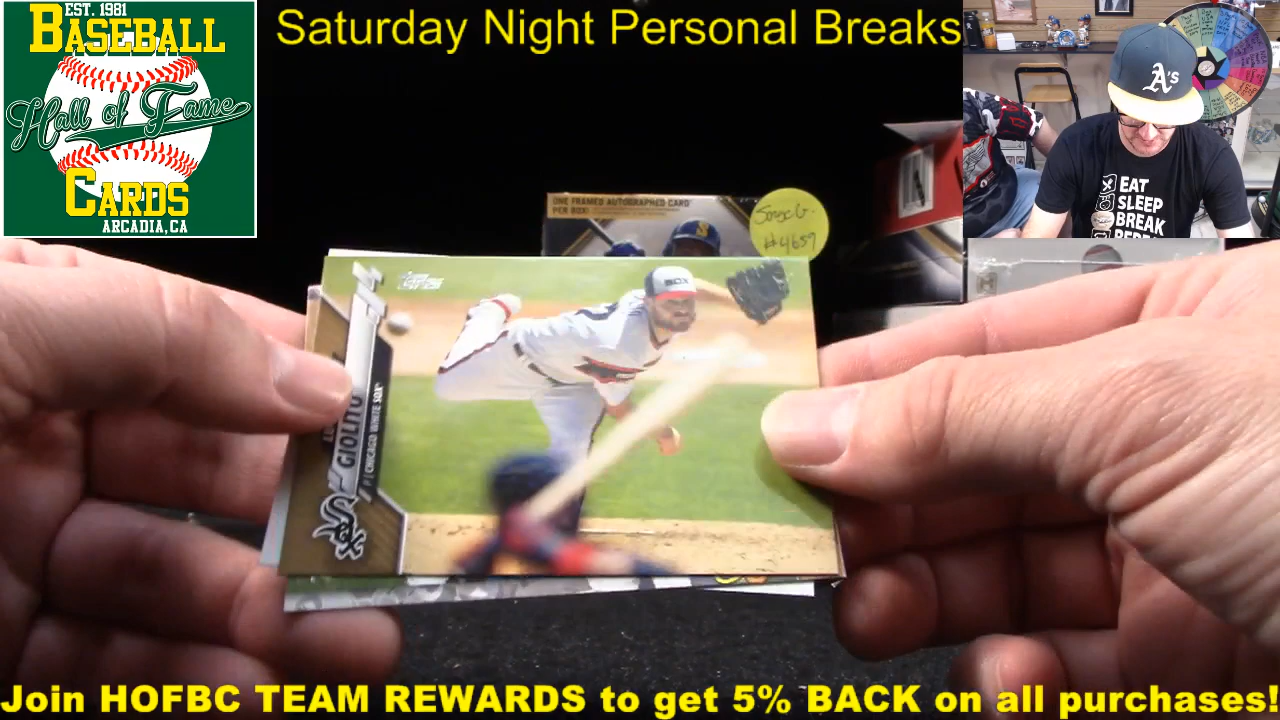 EST. 1981
BASEBALL
Hall of Fame
CARDS
ARCADIA, CA
Saturday Night Personal Breaks
A's
EAT
SLEEP
BREAK
ONE FRAMED AUTOGRAPHED CARD
PER BOX!
#4659
S
Topps
BOX
GIOLITO
P | CHICAGO WHITE SOX
Sox
Join HOFBC TEAM REWARDS to get 5% BACK on all purchases!